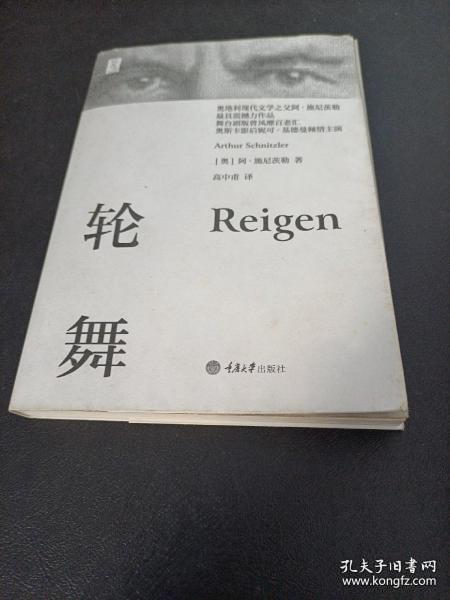 奥地利现代文学之父阿·施尼茨勒
最具震撼力作品
舞台剧版曾风靡百老汇
奥斯卡影后妮可·基德曼倾情主演
Arthur Schnitzler
[奥] 阿·施尼茨勒 著
高中甫 译
轮舞
Reigen
重庆大学出版社
孔夫子旧书网
www.kongfz.com